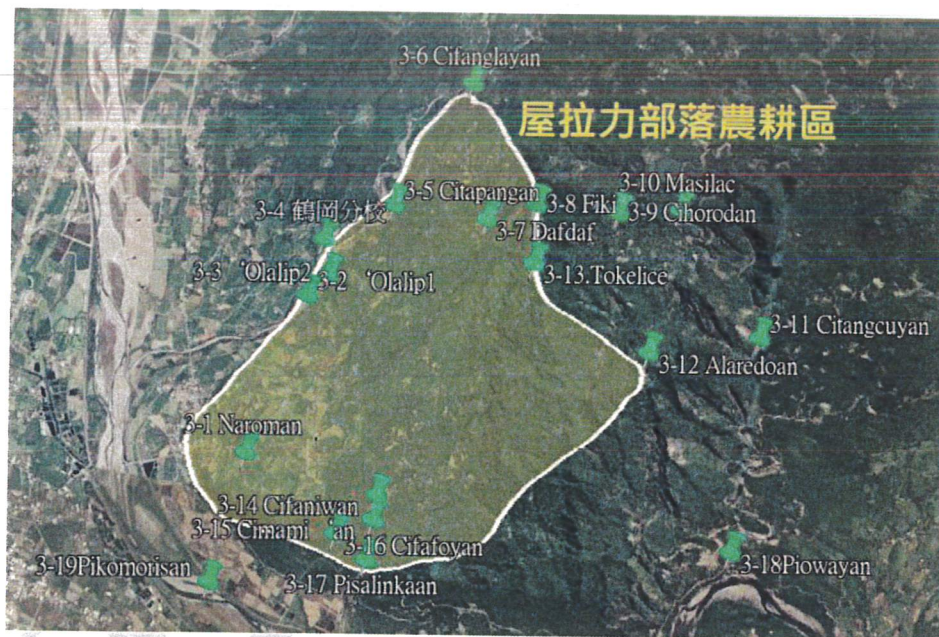 3-6 Cifanglayan
屋拉力部落農耕區
3-10 Masilac
3-5 Citapangan
3-8 Fiki
3-9 Cihorodan
3-4 鶴岡分校
3-7 Dafdaf
3-3 ‘Olalip2
3-2 ‘Olalip1
3-13.Tokelice
3-11 Citangcuyan
3-12 Alaredoan
3-1 Naroman
3-14 Cifaniwan
3-15 Cimami ‘an
3-16 Cifafoyan
3-19Pikomorisan
3-17 Pisalinkaan
3-18Piowayan